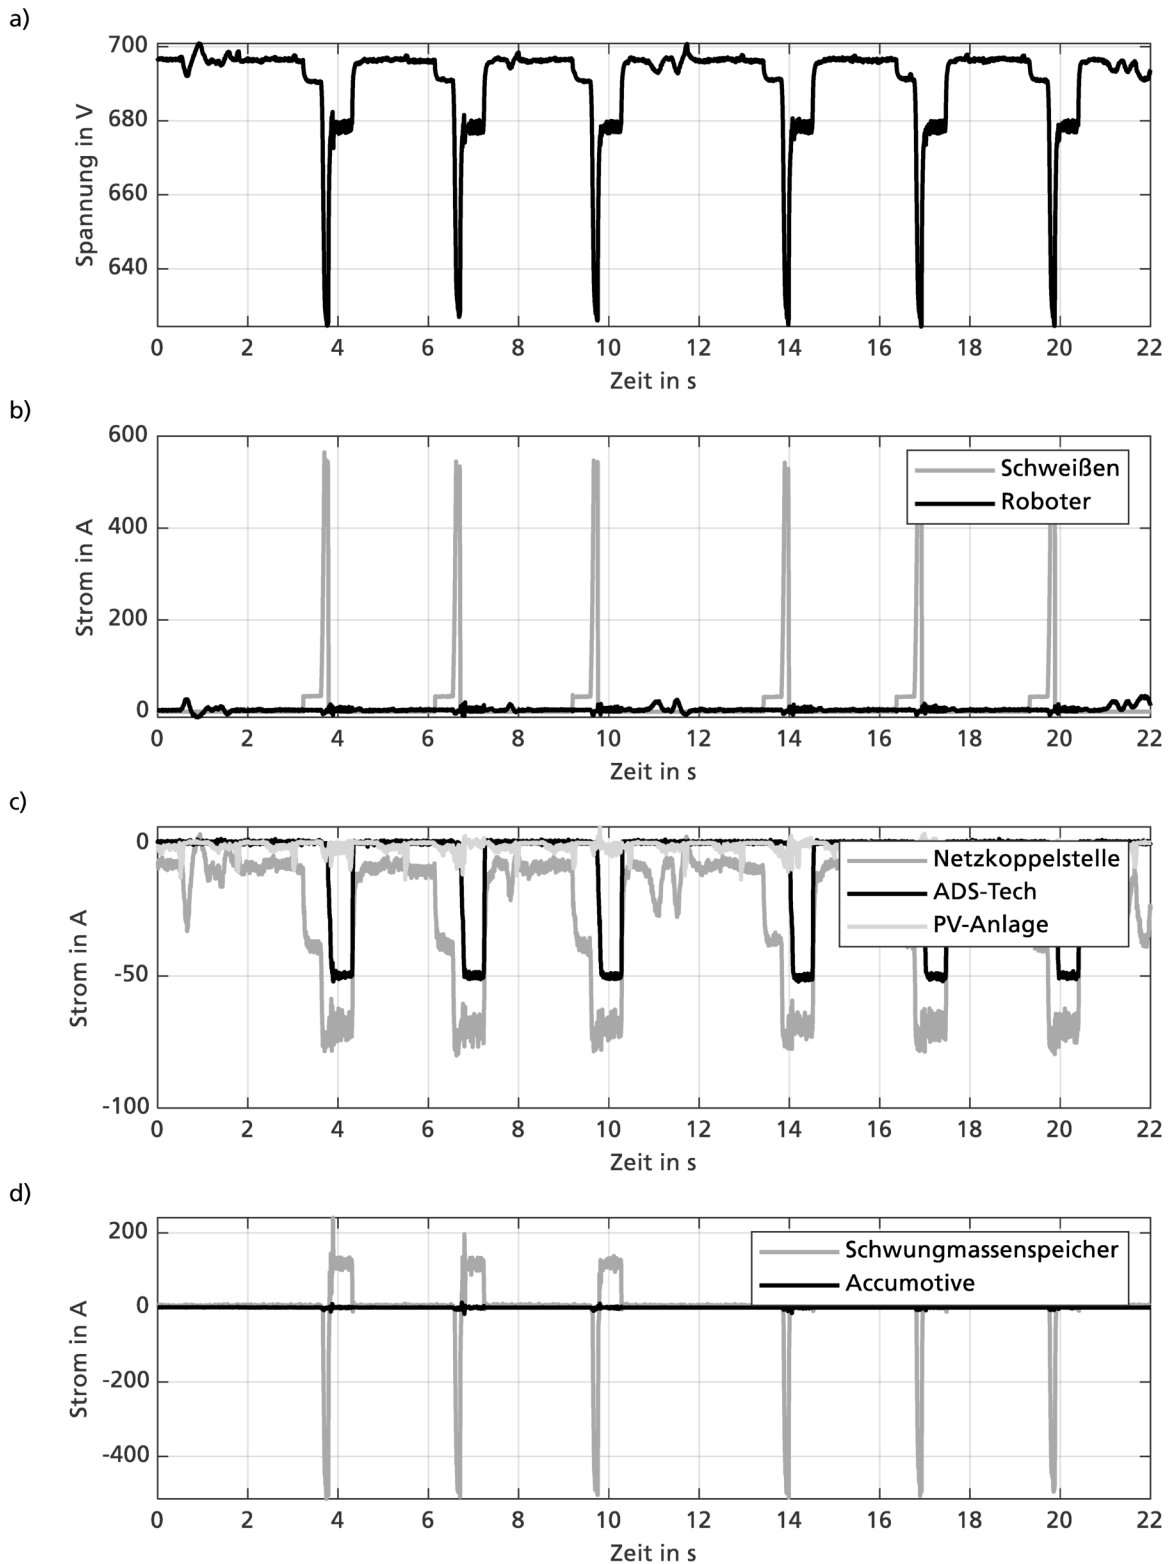 a)
700
680
660
640
Spannung in V
0 2 4 6 8 10 12 14 16 18 20 22
Zeit in s
b)
600
400
200
0
Strom in A
Schweißen
Roboter
0 2 4 6 8 10 12 14 16 18 20 22
Zeit in s
c)
0
-50
-100
Strom in A
Netzkoppelstelle
ADS-Tech
PV-Anlage
0 2 4 6 8 10 12 14 16 18 20 22
Zeit in s
d)
200
0
-200
-400
Strom in A
Schwungmassenspeicher
Accumotive
0 2 4 6 8 10 12 14 16 18 20 22
Zeit in s